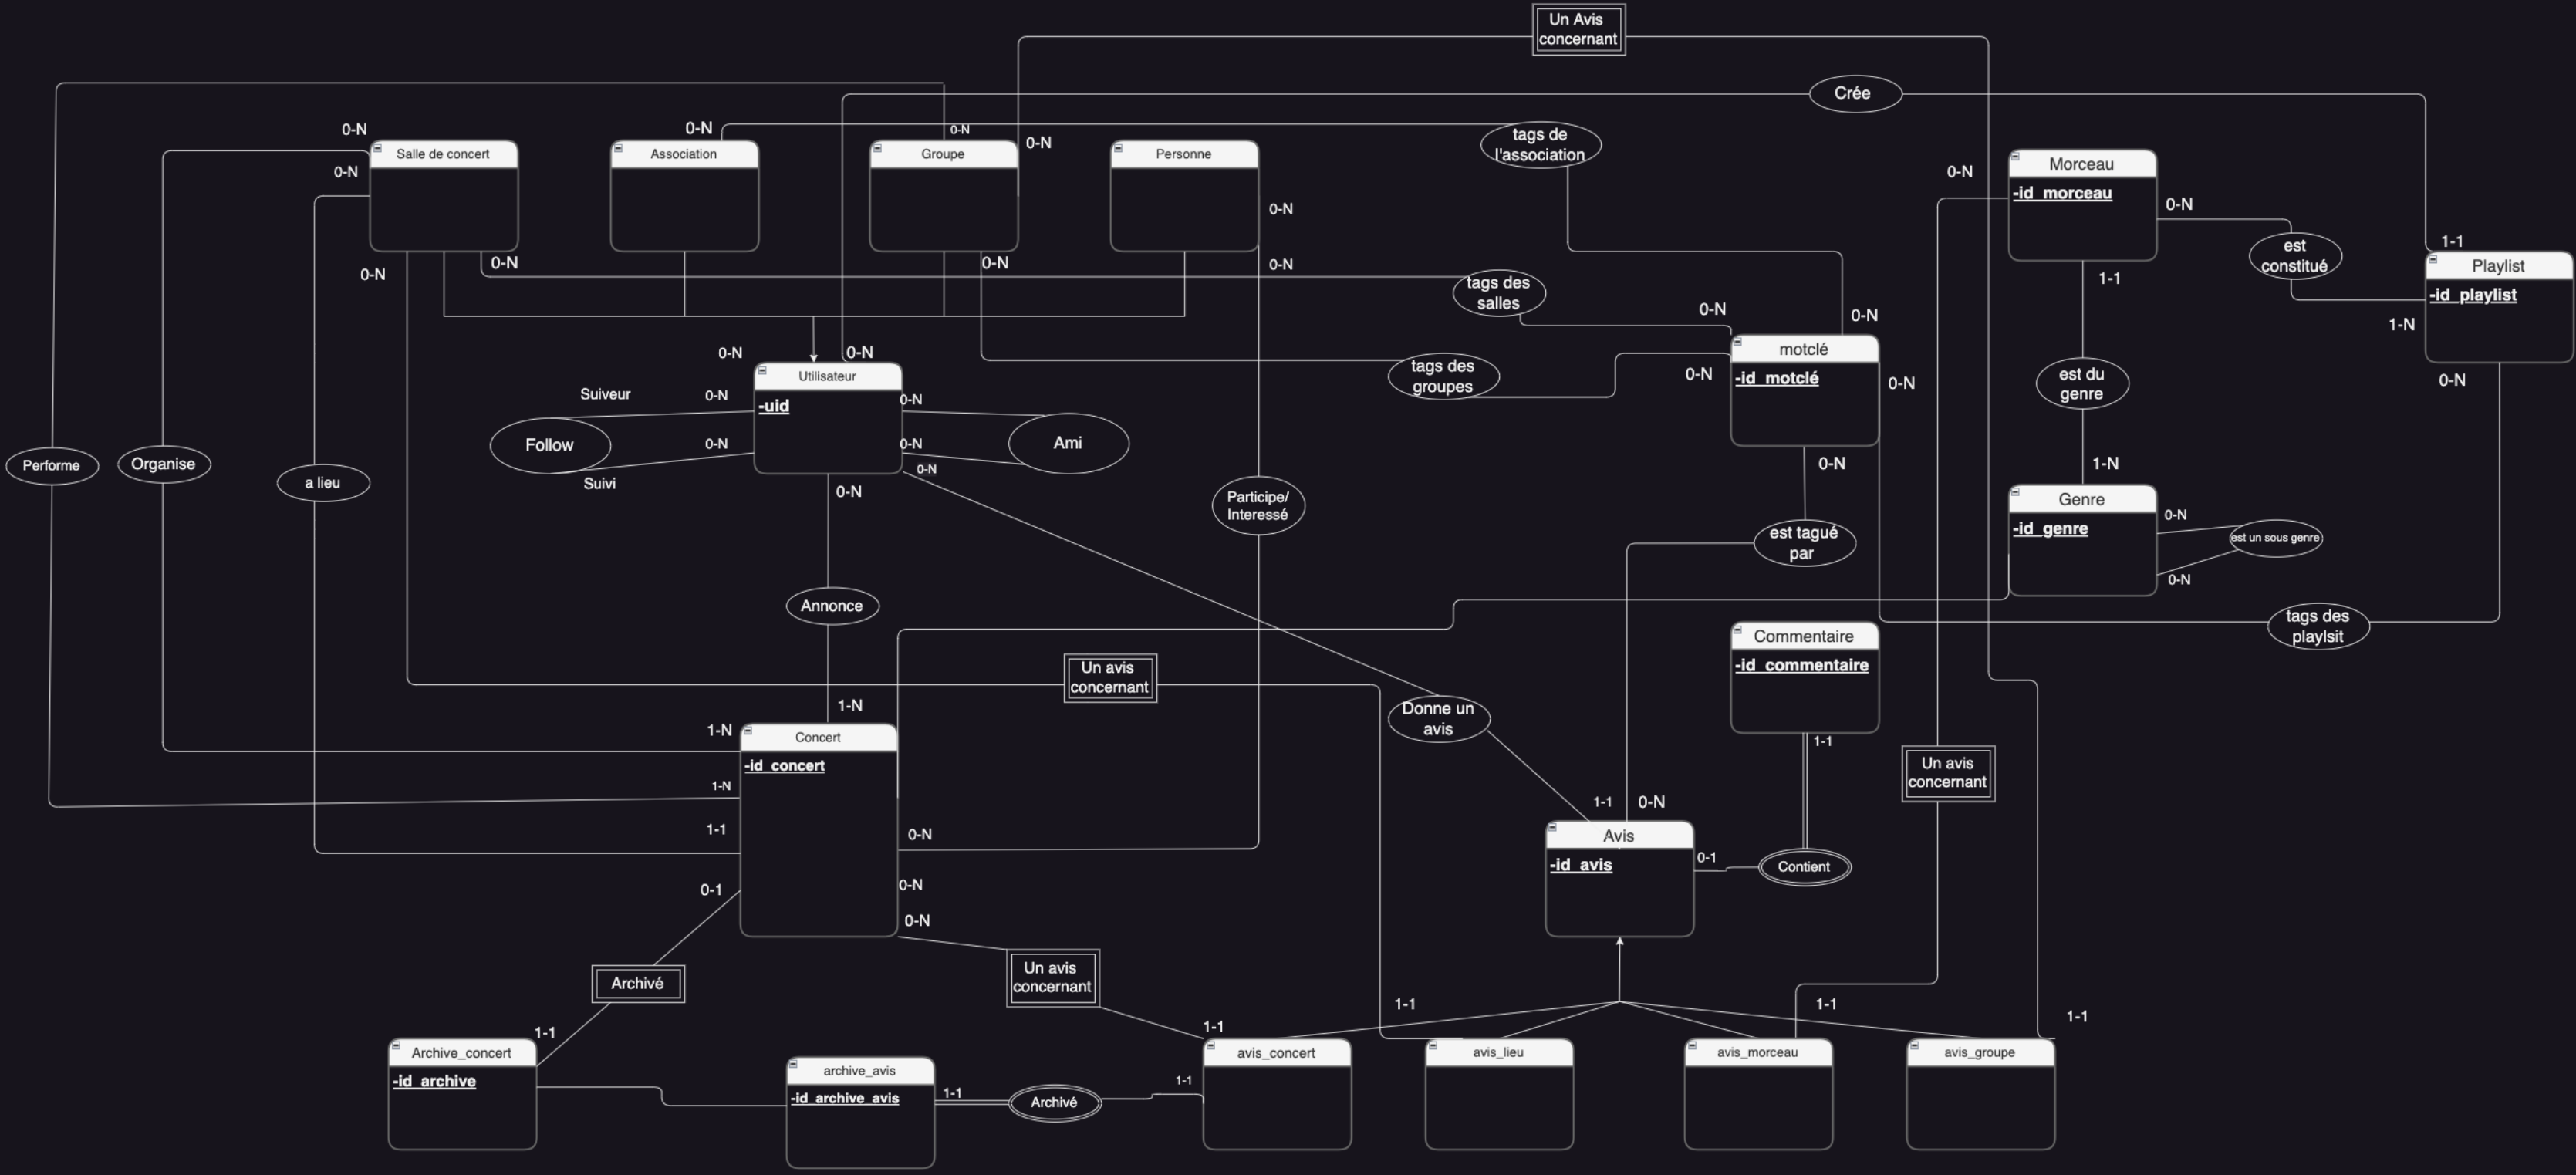 Un Avis
concernant
Crée
0-N
0-N
0-N
0-N
tags de
l'association
Salle de concert
Association
Groupe
Personne
Morceau
-id_morceau
0-N
0-N
0-N
0-N
0-N
est
constitué
1-1
Playlist
-id_playlist
0-N
0-N
0-N
0-N
1-1
tags des
salles
0-N
0-N
1-N
motclé
-id_motclé
0-N
0-N
Utilisateur
-uid
tags des
groupes
0-N
0-N
est du
genre
0-N
Suiveur
0-N
0-N
Follow
Ami
0-N
0-N
0-N
Suivi
Performe
Organise
a lieu
0-N
0-N
1-N
Participe/
Interessé
Genre
-id_genre
0-N
est un sous genre
0-N
est tagué
par
Annonce
tags des
playlsit
Commentaire
-id_commentaire
Un avis
concernant
1-N
Donne un
avis
1-N
Concert
-id_concert
1-1
Un avis
concernant
1-N
1-1
0-N
1-1
0-N
Avis
-id_avis
0-1
Contient
0-1
0-N
0-N
Archivé
Un avis
concernant
1-1
1-1
1-1
1-1
1-1
Archive_concert
-id_archive
archive_avis
-id_archive_avis
1-1
Archivé
1-1
avis_concert
avis_lieu
avis_morceau
avis_groupe